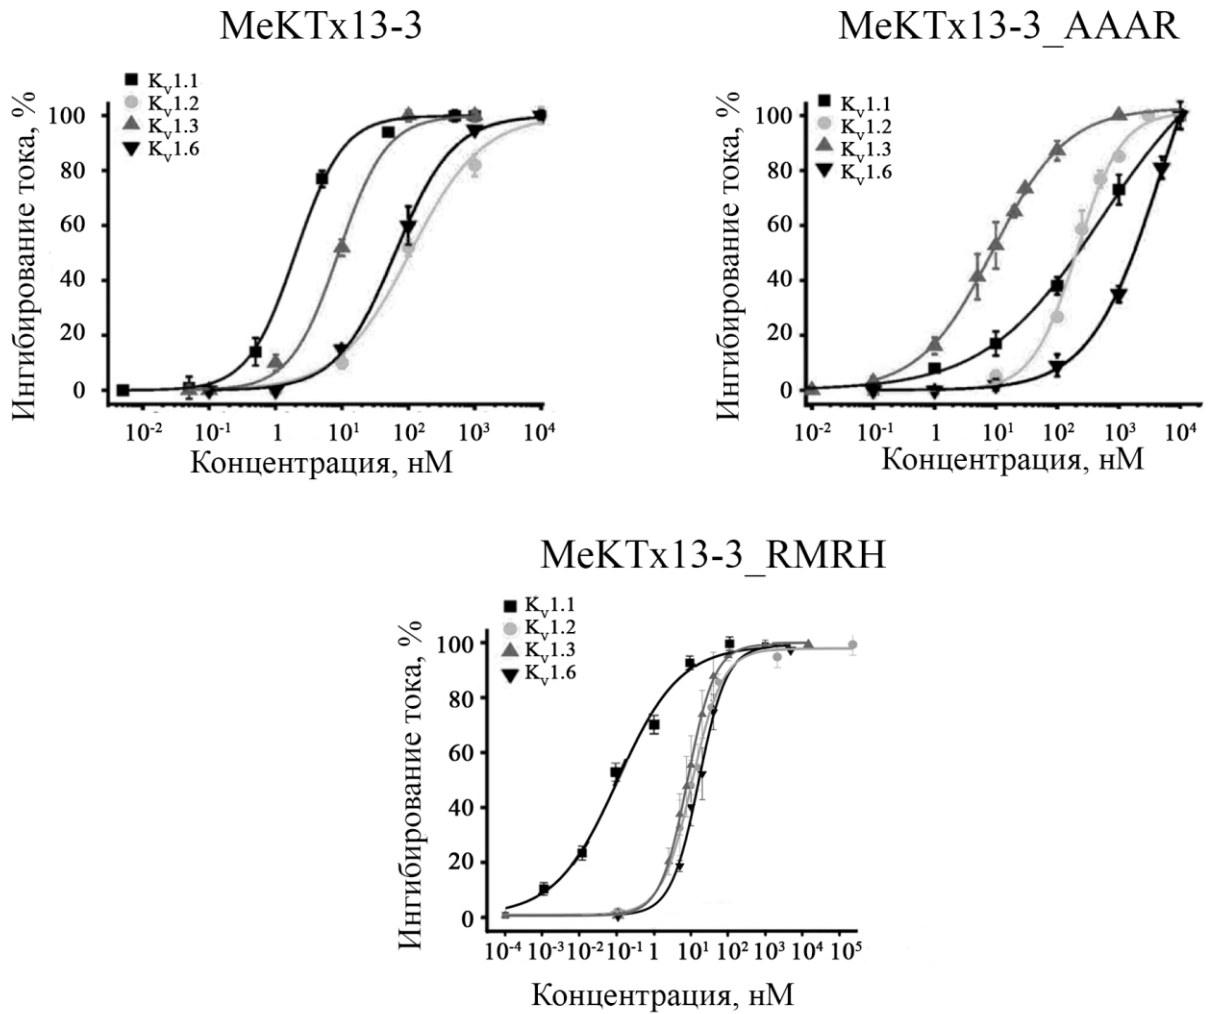 MeKTx13-3
Ингибирование тока, %
Kv1.1
Kv1.2
Kv1.3
Kv1.6
100
80
60
40
20
0
10-2 10-1 1 10¹ 10² 10³ 10⁴
Концентрация, нМ
MeKTx13-3_AAAR
Ингибирование тока, %
Kv1.1
Kv1.2
Kv1.3
Kv1.6
100
80
60
40
20
0
10-2 10-1 1 10¹ 10² 10³ 10⁴
Концентрация, нМ
MeKTx13-3_RMRH
Ингибирование тока, %
Kv1.1
Kv1.2
Kv1.3
Kv1.6
100
80
60
40
20
0
10-4 10-3 10-2 10-1 1 10¹ 10² 10³ 10⁴ 10⁵
Концентрация, нМ